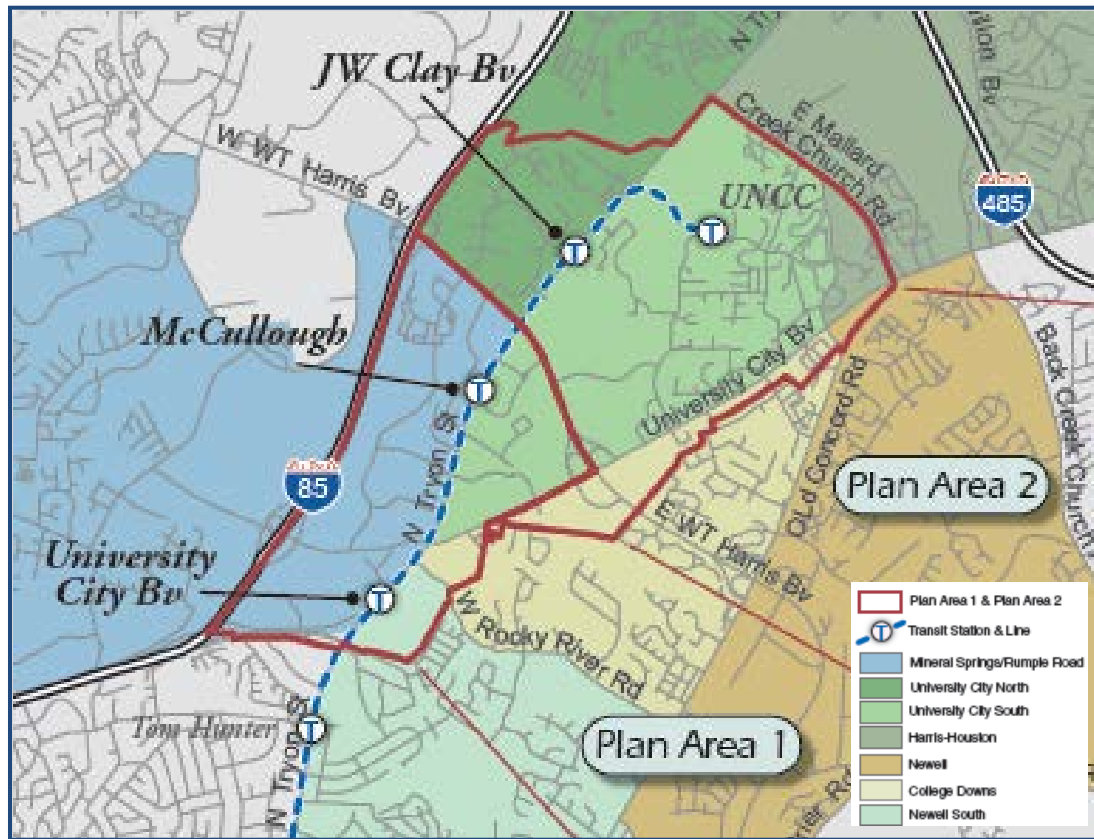 JW Clay Bv
N T
W WT Harris Bv
E Mallard
Creek Church Rd
UNCC
485
McCullough
University City Bv
Old Concord Rd
Back Creek Church
N Tryon St
85
Plan Area 2
E WT Harris Bv
University
City Bv
W Rocky River Rd
Tom Hunter
N Tryon S
Plan Area 1
Plan Area 1 & Plan Area 2
T Transit Station & Line
Mineral Springs/Rumple Road
University City North
University City South
Harris-Houston
Newell
College Downs
Newell South
T
T
T
T
T